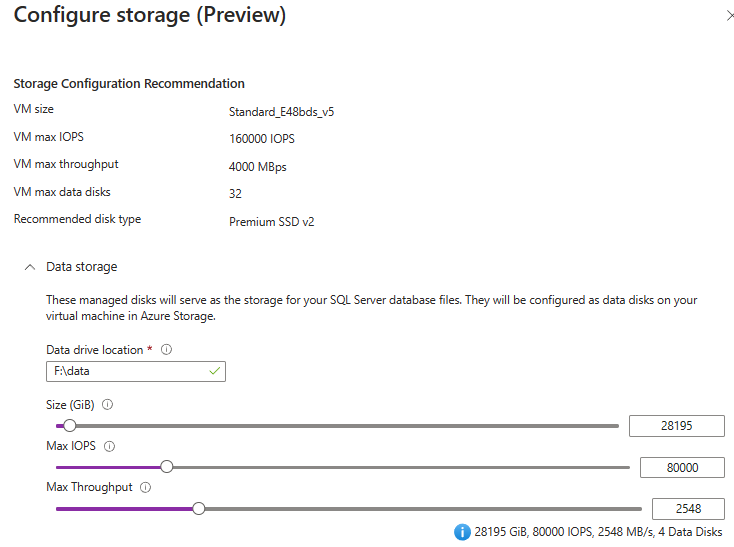 Configure storage (Preview)
Storage Configuration Recommendation
VM size Standard_E48bds_v5
VM max IOPS 160000 IOPS
VM max throughput 4000 MBps
VM max data disks 32
Recommended disk type Premium SSD v2
Data storage
These managed disks will serve as the storage for your SQL Server database files. They will be configured as data disks on your
virtual machine in Azure Storage.
Data drive location *
F:\data
Size (GiB) 28195
Max IOPS 80000
Max Throughput 2548
28195 GiB, 80000 IOPS, 2548 MB/s, 4 Data Disks